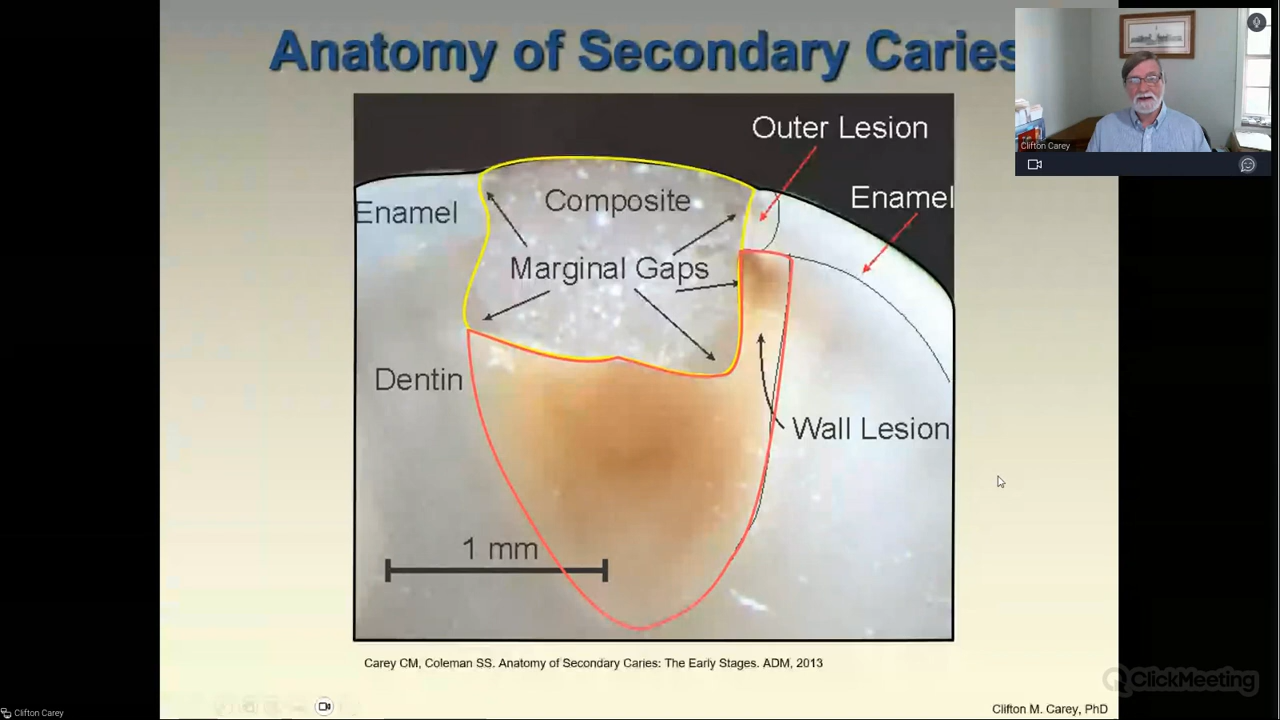 Anatomy of Secondary Caries
Clifton Carey
Outer Lesion
Enamel
Composite
Enamel
Marginal Gaps
Dentin
Wall Lesion
1 mm
Carey CM, Coleman SS. Anatomy of Secondary Caries: The Early Stages. ADM, 2013
ClickMeeting
Clifton M. Carey, PhD
Clifton Carey